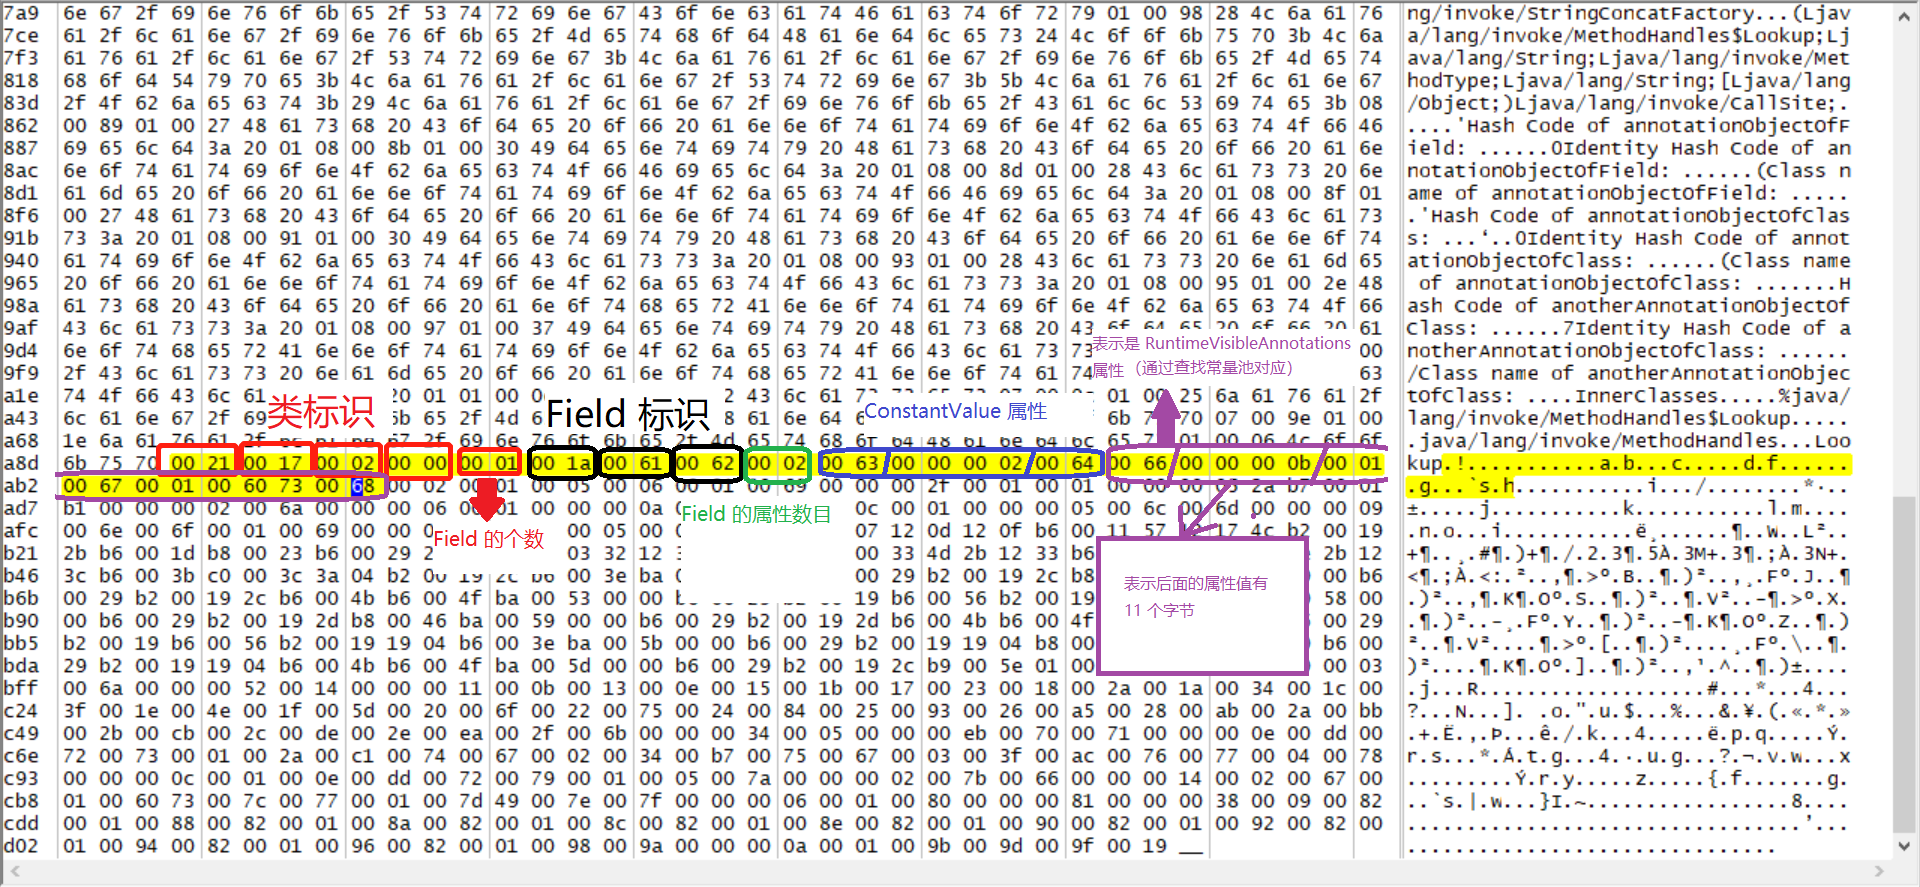 7a9 6e 67 2f 69 6e 76 6f 6b 65 2f 53 74 72 69 6e 67 43 6f 6e 63 61 74 46 61 63 74 6f 72 79 01 00 98 28 4c 6a 61 76 ng/invoke/StringConcatFactory...(Ljav
7ce 61 2f 6c 61 6e 67 2f 69 6e 76 6f 6b 65 2f 4d 65 74 68 6f 64 48 61 6e 64 6c 65 73 24 4c 6f 6f 6b 75 70 3b 4c 6a a/lang/invoke/MethodHandles$Lookup;Lj
7f3 61 76 61 2f 6c 61 6e 67 2f 53 74 72 69 6e 67 3b 4c 6a 61 76 61 2f 6c 61 6e 67 2f 69 6e 76 6f 6b 65 2f 4d 65 74 ava/lang/String;Ljava/lang/invoke/Met
818 68 6f 64 54 79 70 65 3b 4c 6a 61 76 61 2f 6c 61 6e 67 2f 53 74 72 69 6e 67 3b 5b 4c 6a 61 76 61 2f 6c 61 6e 67 hodType;Ljava/lang/String;[Ljava/lang
83d 2f 4f 62 6a 65 63 74 3b 29 4c 6a 61 76 61 2f 6c 61 6e 67 2f 69 6e 76 6f 6b 65 2f 43 61 6c 6c 53 69 74 65 3b 08 /Object;)Ljava/lang/invoke/CallSite;.
862 00 89 01 00 27 48 61 73 68 20 43 6f 64 65 20 6f 66 20 61 6e 6e 6f 74 61 74 69 6f 6e 4f 62 6a 65 63 74 4f 66 46 ....'Hash Code of annotationObjectOfF
887 69 65 6c 64 3a 20 01 08 00 8b 01 00 30 49 64 65 6e 74 69 74 79 20 48 61 73 68 20 43 6f 64 65 20 6f 66 20 61 6e ield: ......0Identity Hash Code of an
8ac 6e 6f 74 61 74 69 6f 6e 4f 62 6a 65 63 74 4f 66 46 69 65 6c 64 3a 20 01 08 00 8d 01 00 28 43 6c 61 73 73 20 6e notationObjectOfField: ......(Class n
8d1 61 6d 65 20 6f 66 20 61 6e 6e 6f 74 61 74 69 6f 6e 4f 62 6a 65 63 74 4f 66 46 69 65 6c 64 3a 20 01 08 00 8f 01 ame of annotationObjectOfField: .....
8f6 00 27 48 61 73 68 20 43 6f 64 65 20 6f 66 20 61 6e 6e 6f 74 61 74 69 6f 6e 4f 62 6a 65 63 74 4f 66 43 6c 61 73 .'Hash Code of annotationObjectOfClas
91b 73 3a 20 01 08 00 91 01 00 30 49 64 65 6e 74 69 74 79 20 48 61 73 68 20 43 6f 64 65 20 6f 66 20 61 6e 6e 6f 74 s: ...‘..0Identity Hash Code of annot
940 61 74 69 6f 6e 4f 62 6a 65 63 74 4f 66 43 6c 61 73 73 3a 20 01 08 00 93 01 00 28 43 6c 61 73 73 20 6e 61 6d 65 ationObjectOfClass: ......(Class name
965 20 6f 66 20 61 6e 6e 6f 74 61 74 69 6f 6e 4f 62 6a 65 63 74 4f 66 43 6c 61 73 73 3a 20 01 08 00 95 01 00 2e 48 of annotationObjectOfClass: .......H
98a 61 73 68 20 43 6f 64 65 20 6f 66 20 61 6e 6f 74 68 65 72 41 6e 6e 6f 74 61 74 69 6f 6e 4f 62 6a 65 63 74 4f 66 ash Code of anotherAnnotationObjectOf
9af 43 6c 61 73 73 3a 20 01 08 00 97 01 00 37 49 64 65 6e 74 69 74 79 20 48 61 73 68 20 43 6f 64 65 20 6f 66 20 61 Class: ......7Identity Hash Code of a
表示是 RuntimeVisibleAnnotations
9d4 6e 6f 74 68 65 72 41 6e 6e 6f 74 61 74 69 6f 6e 4f 62 6a 65 63 74 4f 66 43 6c 61 73 73 00 notherAnnotationObjectOfClass: ......
属性（通过查找常量池对应）
9f9 2f 43 6c 61 73 73 20 6e 61 6d 65 20 6f 66 20 61 6e 6f 74 68 65 72 41 6e 6e 6f 74 61 74 63 /Class name of anotherAnnotationObjec
a1e 74 4f 66 43 6c 61 20 01 01 00 0 2 43 6c 61 01 00 25 6a 61 76 61 2f tOfClass: ......InnerClasses.....%java/
类标识
Field 标识
ConstantValue 属性
a43 6c 61 6e 67 2f 69 6b 65 2f 4d 6 8 61 6e 64 6 6b 70 07 00 9e 01 00 lang/invoke/MethodHandles$Lookup.....
a68 1e 6a 61 76 61 2f 67 2f 69 6e 76 6f 6b 65 2f 4d 65 74 68 6f 64 48 61 6e 64 6c 65 7 01 00 06 4c 6f 6f .java/lang/invoke/MethodHandles...Loo
a8d 6b 75 70 00 21 00 17 00 02 00 00 00 01 00 1a 00 61 00 62 00 02 00 63 00 00 00 02 00 64 00 66 00 00 00 0b 00 01 kup.!..........a.b...c.....d.f......
ab2 00 67 00 01 00 60 73 00 68 00 02 00 01 00 05 00 06 00 01 00 69 00 00 00 2f 00 01 00 01 00 00 00 05 2a b7 00 01 .g...`s.h............i.../........*·..
ad7 b1 00 00 00 02 00 6a 00 00 00 06 00 01 00 00 00 0a 0c 00 01 00 00 00 05 00 6c 00 6d 00 00 00 09 ±.....j..............k...........l.m....
Field 的属性数目
afc 00 6e 00 6f 00 01 00 69 00 00 00 05 00 07 12 0d 12 0f b6 00 11 57 17 4c b2 00 19 .n.o...i
Field 的个数
b21 2b b6 00 1d b8 00 23 b6 00 29 2 03 32 12 3 00 33 4d 2b 12 33 b6 2b 12
b46 3c b6 00 3b c0 00 3c 3a 04 b2 00 19 2c b6 00 3e ba 00 29 b2 00 19 2c b8 00 b6
b6b 00 29 b2 00 19 2c b6 00 4b b6 00 4f ba 00 53 00 00 19 b6 00 56 b2 00 19 58 00
表示后面的属性值有
11 个字节
b90 00 b6 00 29 b2 00 19 2d b8 00 46 ba 00 59 00 00 b6 00 29 b2 00 19 2d b6 00 4b b6 00 4f 00 29
bb5 b2 00 19 b6 00 56 b2 00 19 19 04 b6 00 3e ba 00 5b 00 00 b6 00 29 b2 00 19 19 04 b8 00 b6 00
bda 29 b2 00 19 19 04 b6 00 4b b6 00 4f ba 00 5d 00 00 b6 00 29 b2 00 19 2c b9 00 5e 01 00 00 03
bff 00 6a 00 00 00 52 00 14 00 00 00 11 00 0b 00 13 00 0e 00 15 00 1b 00 17 00 23 00 18 00 2a 00 1a 00 34 00 1c 00
c24 3f 00 1e 00 4e 00 1f 00 5d 00 20 00 6f 00 22 00 75 00 24 00 84 00 25 00 93 00 26 00 a5 00 28 00 ab 00 2a 00 bb
c49 00 2b 00 cb 00 2c 00 de 00 2e 00 ea 00 2f 00 6b 00 00 00 34 00 05 00 00 00 eb 00 70 00 71 00 00 00 0e 00 dd 00
c6e 72 00 73 00 01 00 2a 00 c1 00 74 00 67 00 02 00 34 00 b7 00 75 00 67 00 03 00 3f 00 ac 00 76 00 77 00 04 00 78 r.s...*.Á.t.g...4.·.u.g...?.¬.v.w...x
c93 00 00 00 0c 00 01 00 0e 00 dd 00 72 00 79 00 01 00 05 00 7a 00 00 00 02 00 7b 00 66 00 00 00 14 00 02 00 67 00 .........Ý.r.y.....z.....{.f.......g.
cb8 01 00 60 73 00 7c 00 77 00 01 00 7d 49 00 7e 00 7f 00 00 00 06 00 01 00 80 00 00 00 81 00 00 00 38 00 09 00 82 ..`s.|.w...}I.~.................8....
cdd 00 01 00 88 00 82 00 01 00 8a 00 82 00 01 00 8c 00 82 00 01 00 8e 00 82 00 01 00 90 00 82 00 01 00 92 00 82 00
d02 01 00 94 00 82 00 01 00 96 00 82 00 01 00 98 00 9a 00 00 00 0a 00 01 00 9b 00 9d 00 9f 00 19